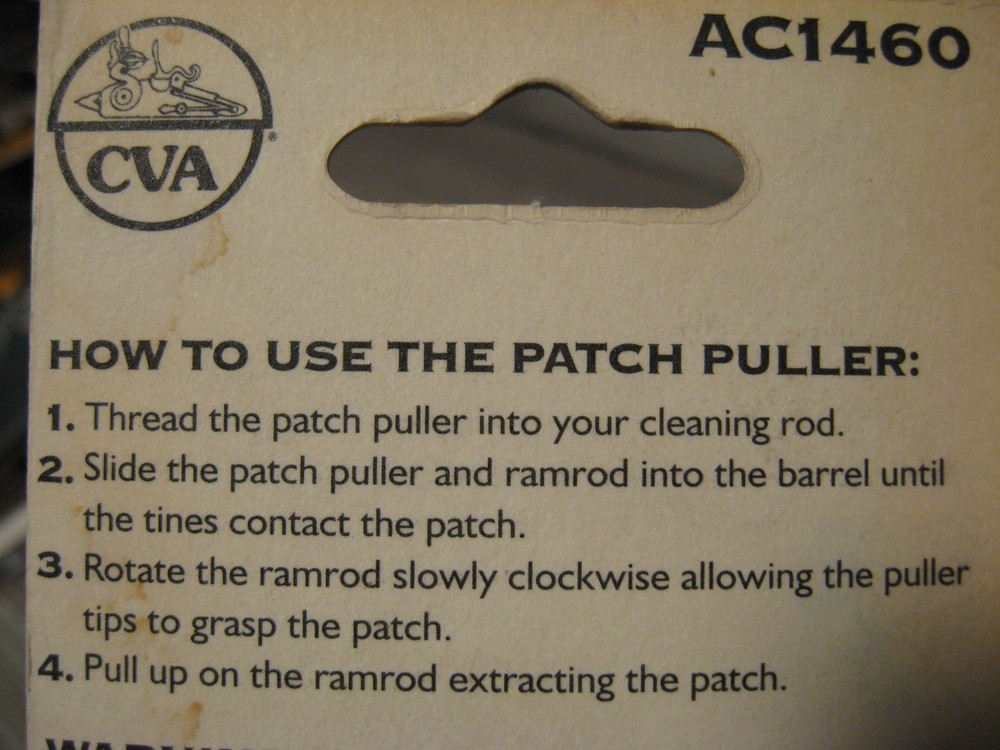 AC1460
CVA
HOW TO USE THE PATCH PULLER:
1. Thread the patch puller into your cleaning rod.
2. Slide the patch puller and ramrod into the barrel until
the tines contact the patch.
3. Rotate the ramrod slowly clockwise allowing the puller
tips to grasp the patch.
4. Pull up on the ramrod extracting the patch.